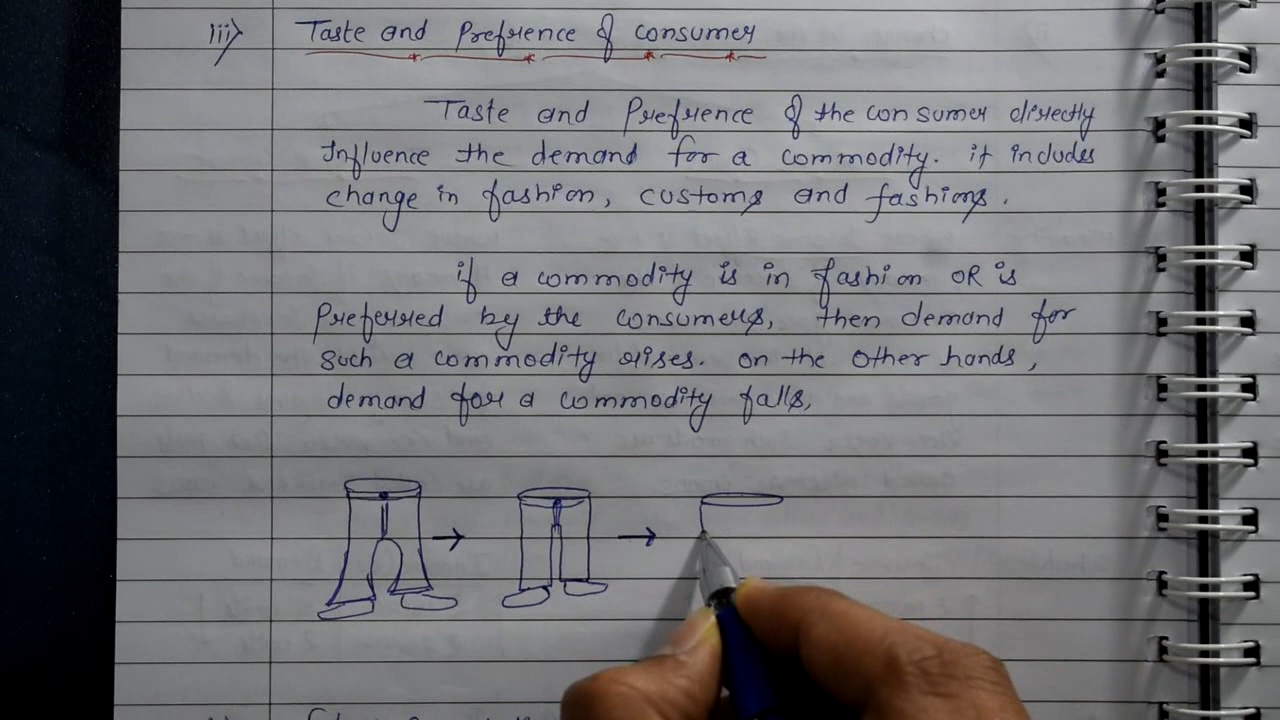 iii) Taste and Prefrience of consumer
Taste and Prefrience of the consumer directly
Influence the demand for a commodity. it includes
change in fashion, customs and fashions.
if a commodity is in fashion OR is
Preferred by the consumers, then demand for
such a commodity rises. on the other hands,
demand for a commodity falls,